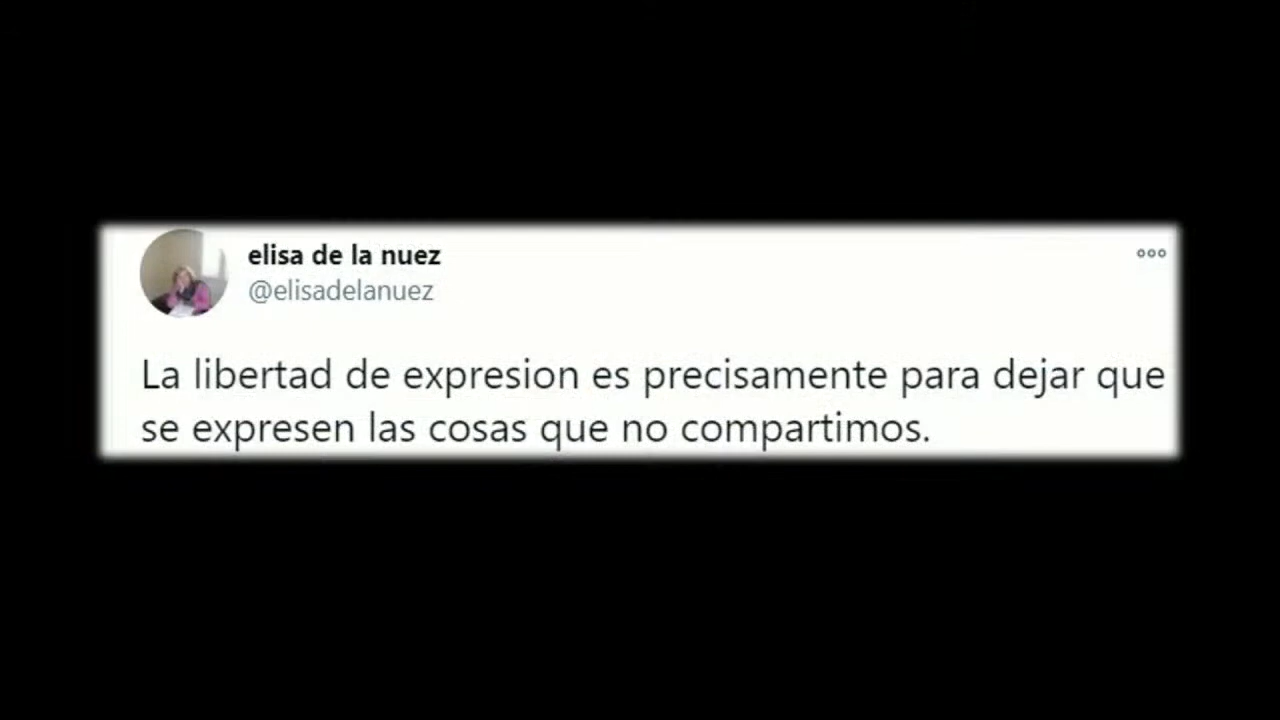 elisa de la nuez
@elisadelanuez
La libertad de expresion es precisamente para dejar que
se expresen las cosas que no compartimos.